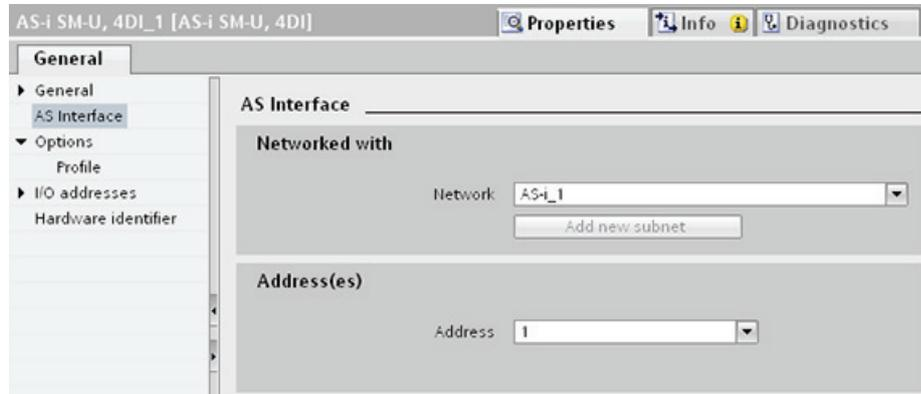 AS-i SM-U, 4DI_1 [AS-i SM-U, 4DI]
Properties
Info
Diagnostics
General
General
AS Interface
Options
Profile
I/O addresses
Hardware identifier
AS Interface
Networked with
Network AS-i_1
Add new subnet
Address(es)
Address 1